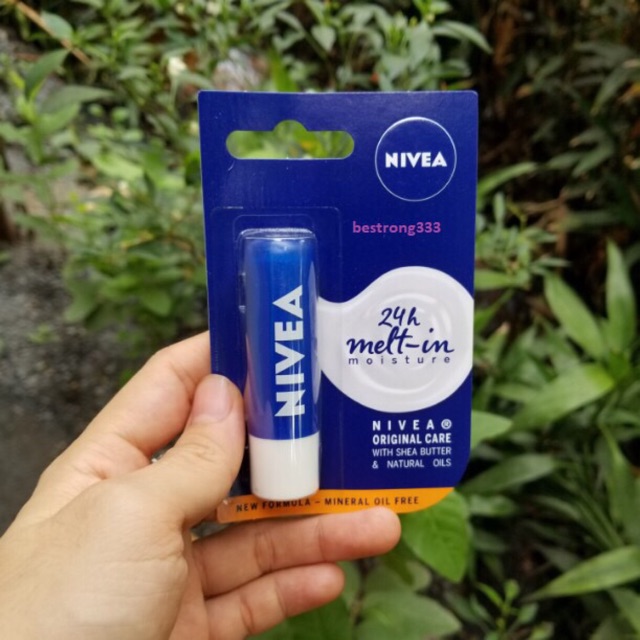 NIVEA
bestrong333
24h
melt-in
moisture
NIVEA
NIVEA®
ORIGINAL CARE
WITH SHEA BUTTER
& NATURAL OILS
NEW FORMULA – MINERAL OIL FREE